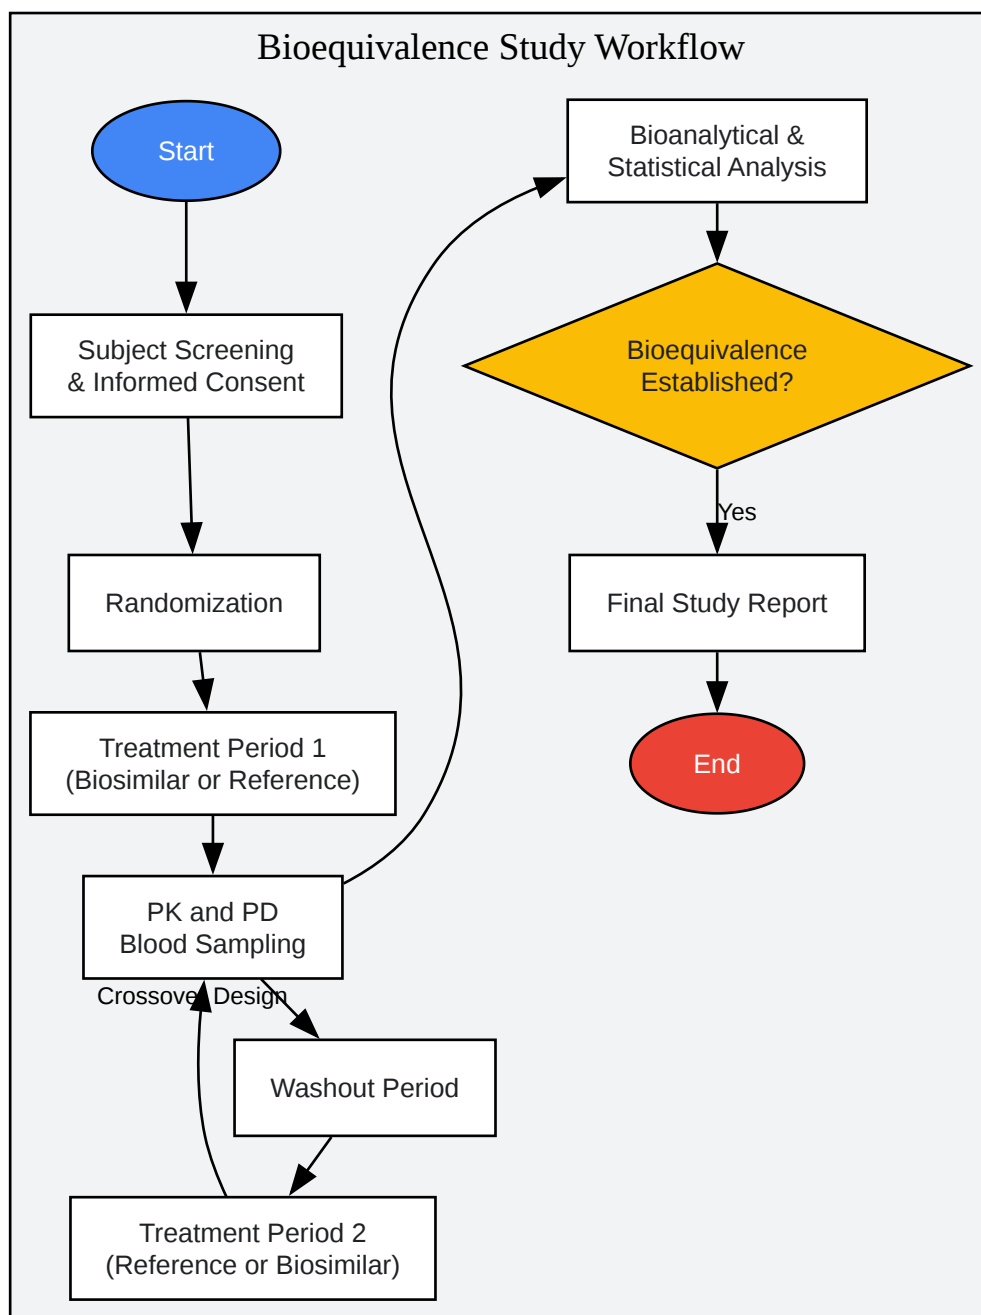 Bioequivalence Study Workflow
Start
Subject Screening
& Informed Consent
Randomization
Treatment Period 1
(Biosimilar or Reference)
PK and PD
Blood Sampling
Crossover Design
Washout Period
Treatment Period 2
(Reference or Biosimilar)
Bioanalytical &
Statistical Analysis
Bioequivalence
Established?
Yes
Final Study Report
End